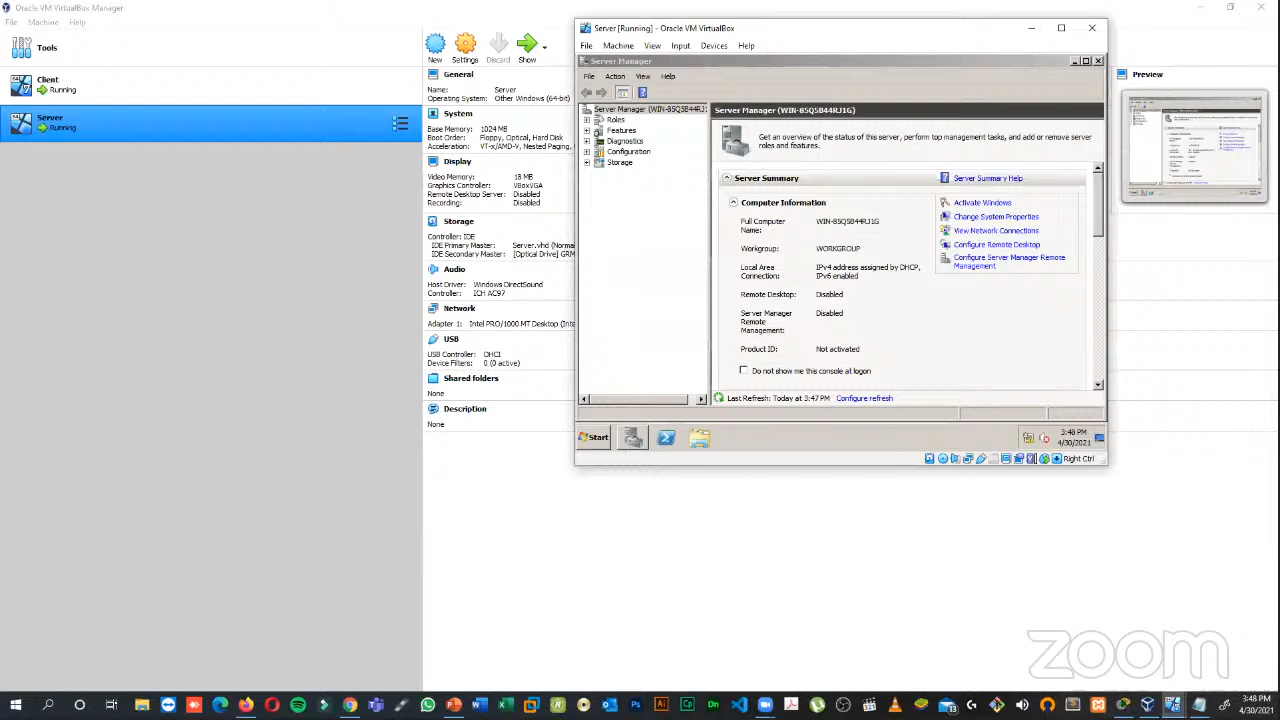 Oracle VM VirtualBox Manager
File Machine Help
Tools
Client
Running
Server
Running
New Settings Discard Show
General
Name: Server
Operating System: Other Windows (64-bit)
System
Base Memory: 1024 MB
Boot Order: Floppy, Optical, Hard Disk
Acceleration: VT-x/AMD-V, Nested Paging,
Display
Video Memory: 18 MB
Graphics Controller: VBoxVGA
Remote Desktop Server: Disabled
Recording: Disabled
Storage
Controller: IDE
IDE Primary Master: Server.vhd (Norma
IDE Secondary Master: [Optical Drive] GRM
Audio
Host Driver: Windows DirectSound
Controller: ICH AC97
Network
Adapter 1: Intel PRO/1000 MT Desktop (Inte
USB
USB Controller: OHCI
Device Filters: 0 (0 active)
Shared folders
None
Description
None
Server [Running] - Oracle VM VirtualBox
File Machine View Input Devices Help
Server Manager
File Action View Help
Server Manager (WIN-85Q5B44RJ1G)
Roles
Features
Diagnostics
Configuration
Storage
Server Manager (WIN-85Q5B44RJ1G)
Get an overview of the status of this server, perform top management tasks, and add or remove server
roles and features.
Server Summary
Server Summary Help
Computer Information
Full Computer WIN-85Q5B44RJ1G
Name:
Workgroup: WORKGROUP
Local Area IPv4 address assigned by DHCP,
Connection: IPv6 enabled
Remote Desktop: Disabled
Server Manager Disabled
Remote
Management:
Product ID: Not activated
Do not show me this console at logon
Activate Windows
Change System Properties
View Network Connections
Configure Remote Desktop
Configure Server Manager Remote
Management
Last Refresh: Today at 3:47 PM Configure refresh
Start
3:48 PM
4/30/2021
Right Ctrl
Preview
zoom
3:48 PM
4/30/2021